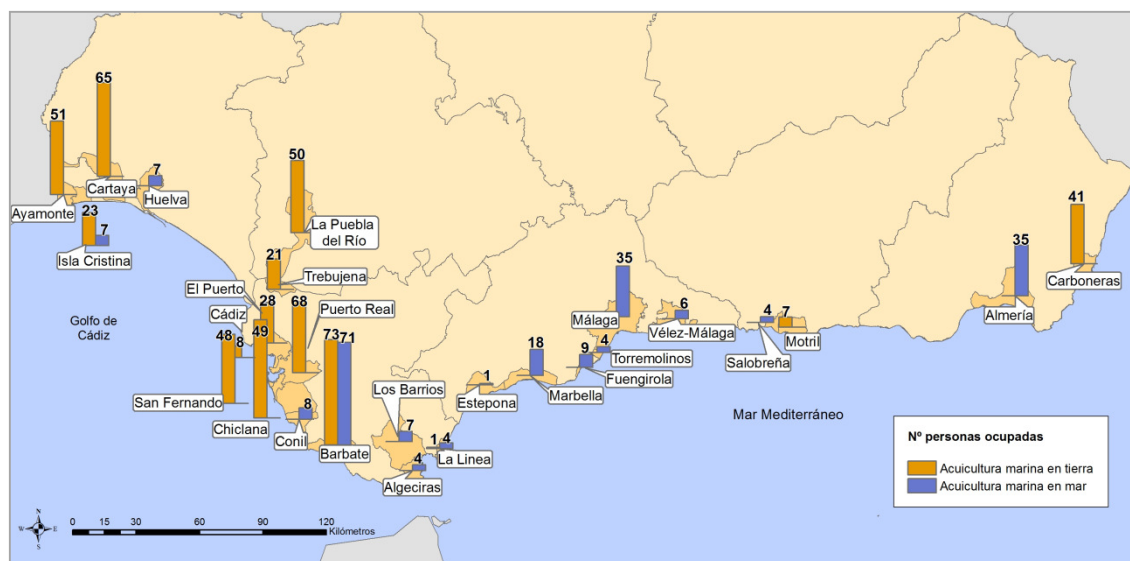 65
51
7
50
Cartaya
Huelva
Ayamonte
23
7
La Puebla
del Río
41
Isla Cristina
21
35
35
Trebujena
El Puerto
28
68
Carboneras
Golfo de
Cádiz
Cádiz
Puerto Real
Málaga
6
4
7
Almería
48
8
49
73
71
Vélez-Málaga
18
9
4
Torremolinos
Salobreña
Motril
San Fernando
Los Barrios
1
Fuengirola
Marbella
Estepona
Mar Mediterráneo
Chiclana
8
7
Conil
Barbate
1
4
La Linea
4
Algeciras
Nº personas ocupadas
Acuicultura marina en tierra
Acuicultura marina en mar
N
W
E
S
0 15 30 60 90 120
Kilómetros